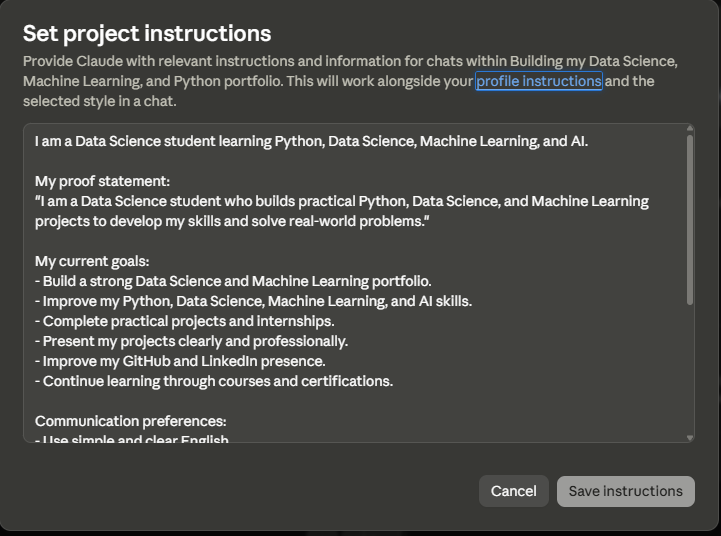 Set project instructions
Provide Claude with relevant instructions and information for chats within Building my Data Science,
Machine Learning, and Python portfolio. This will work alongside your profile instructions and the
selected style in a chat.
I am a Data Science student learning Python, Data Science, Machine Learning, and AI.
My proof statement:
"I am a Data Science student who builds practical Python, Data Science, and Machine Learning
projects to develop my skills and solve real-world problems."
My current goals:
- Build a strong Data Science and Machine Learning portfolio.
- Improve my Python, Data Science, Machine Learning, and AI skills.
- Complete practical projects and internships.
- Present my projects clearly and professionally.
- Improve my GitHub and LinkedIn presence.
- Continue learning through courses and certifications.
Communication preferences:
- Use simple and clear English
Cancel
Save instructions